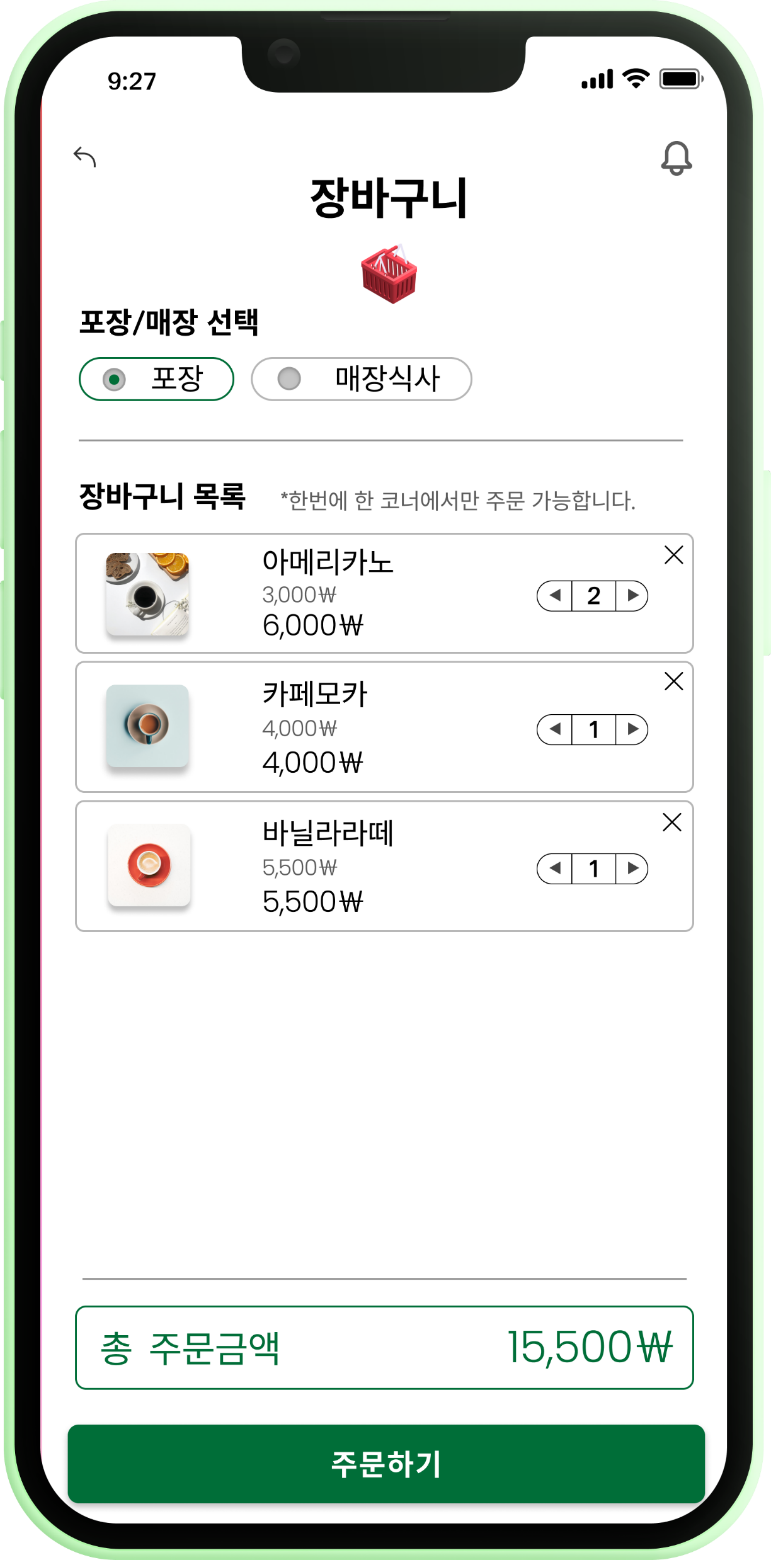 9:27
장바구니
포장/매장 선택
포장 매장식사
장바구니 목록 *한번에 한 코너에서만 주문 가능합니다.
아메리카노
3,000₩
6,000₩
2
카페모카
4,000₩
4,000₩
1
바닐라라떼
5,500₩
5,500₩
1
총 주문금액 15,500₩
주문하기